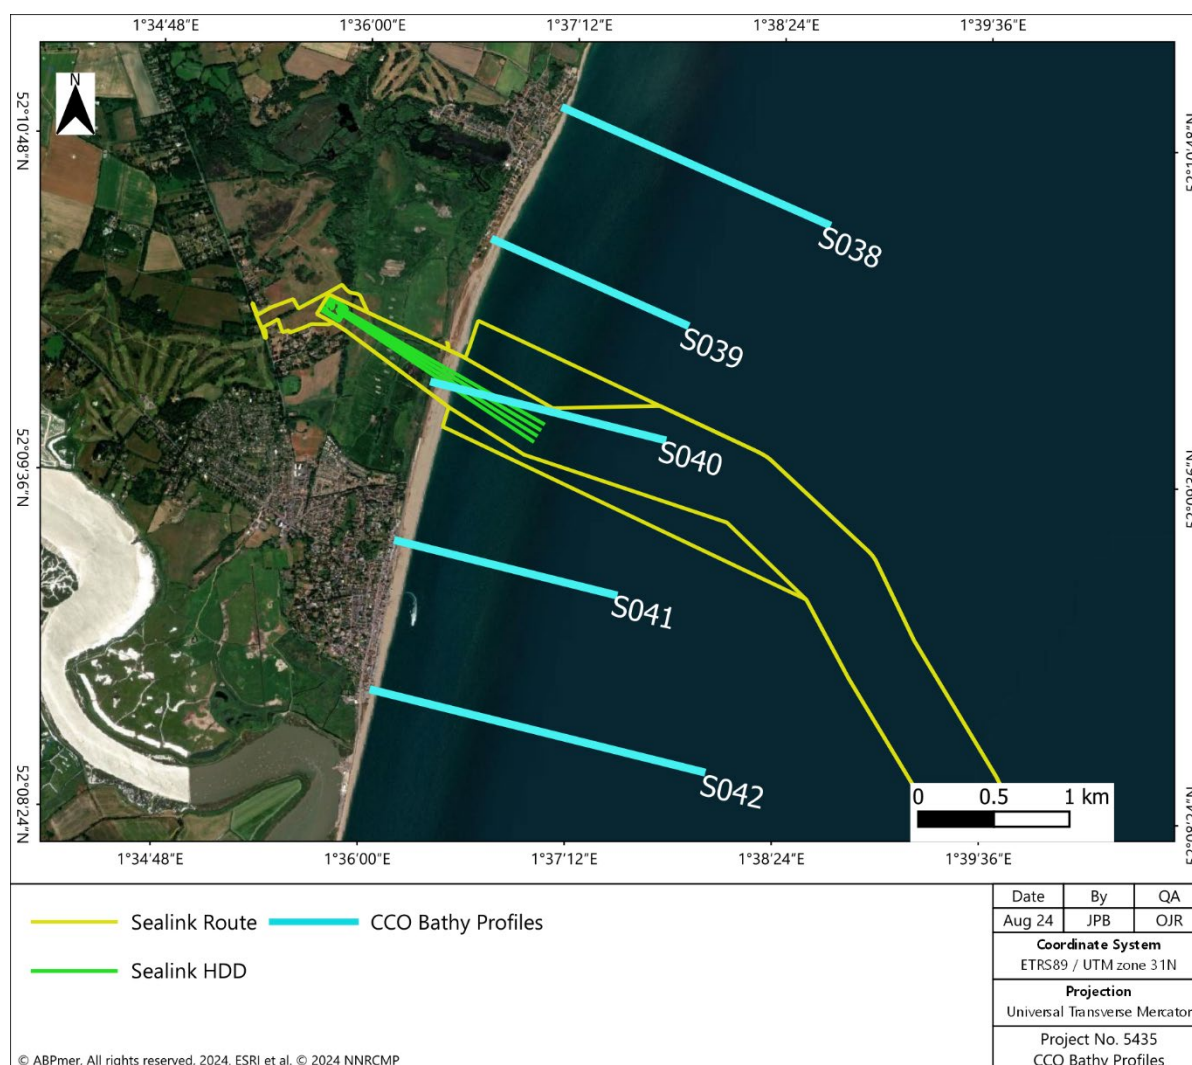 1°34'48"E 1°36'00"E 1°37'12"E 1°38'24"E 1°39'36"E
N
52°10'48"N
S038
S039
52°09'36"N
S040
S041
52°08'24"N
S042
0 0.5 1 km
1°34'48"E 1°36'00"E 1°37'12"E 1°38'24"E 1°39'36"E
Sealink Route
CCO Bathy Profiles
Sealink HDD
Date By QA
Aug 24 JPB OJR
Coordinate System
ETRS89 / UTM zone 31N
Projection
Universal Transverse Mercator
Project No. 5435
CCO Bathy Profiles
© ABPmer. All rights reserved. 2024. ESRI et al. © 2024 NNRCMP